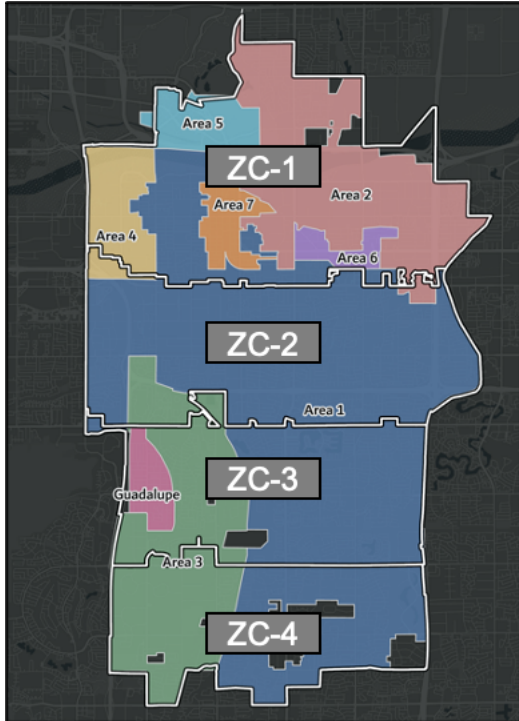 Area 5
ZC-1
Area 2
Area 7
Area 4
Area 6
ZC-2
Area 1
ZC-3
Guadalupe
Area 3
ZC-4